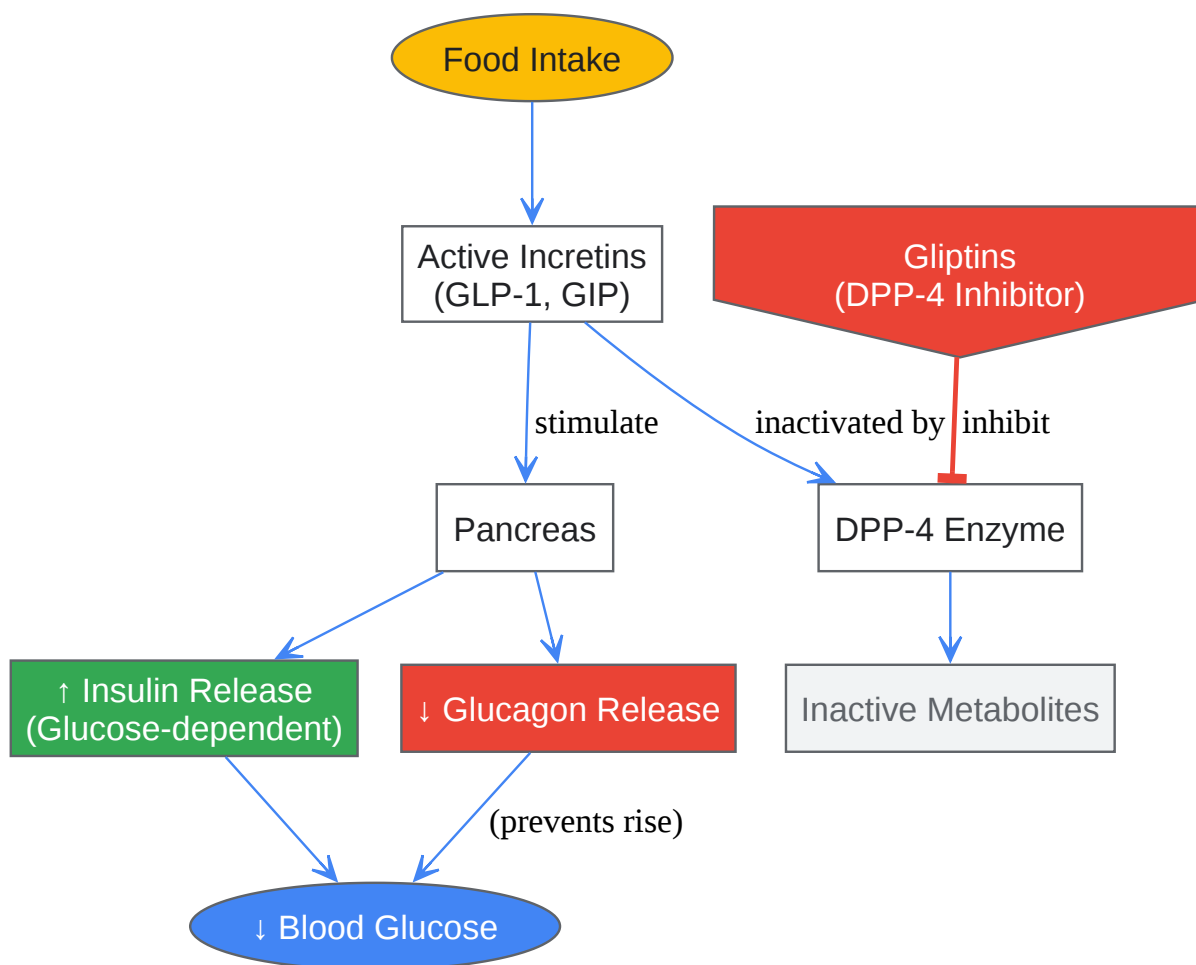 Food Intake
Active Incretins
(GLP-1, GIP)
Gliptins
(DPP-4 Inhibitor)
stimulate
inactivated by
inhibit
Pancreas
DPP-4 Enzyme
↑ Insulin Release
(Glucose-dependent)
↓ Glucagon Release
Inactive Metabolites
(prevents rise)
↓ Blood Glucose